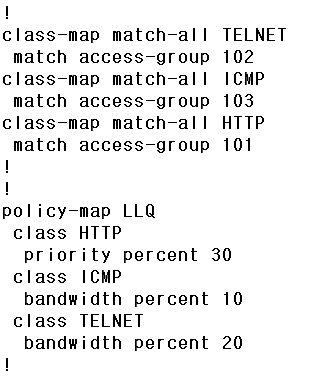 !
class-map match-all TELNET
 match access-group 102
class-map match-all ICMP
 match access-group 103
class-map match-all HTTP
 match access-group 101
!
!
policy-map LLQ
 class HTTP
  priority percent 30
 class ICMP
  bandwidth percent 10
 class TELNET
  bandwidth percent 20
!